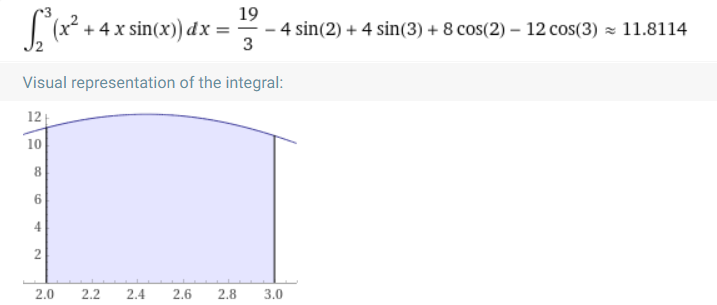 ∫₂³ (x² + 4 x sin(x)) dx = 19/3 − 4 sin(2) + 4 sin(3) + 8 cos(2) − 12 cos(3) ≈ 11.8114
Visual representation of the integral:
12
10
8
6
4
2
2.0 2.2 2.4 2.6 2.8 3.0